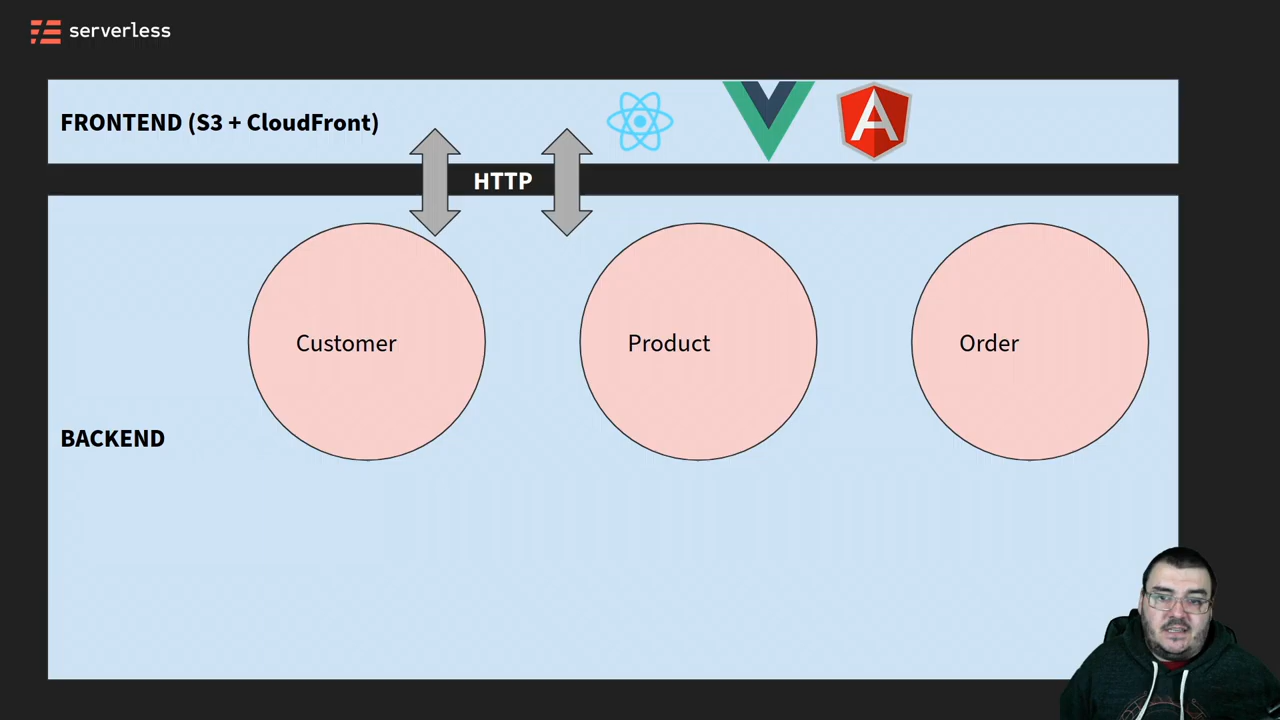 serverless
FRONTEND (S3 + CloudFront)
HTTP
Customer
Product
Order
BACKEND